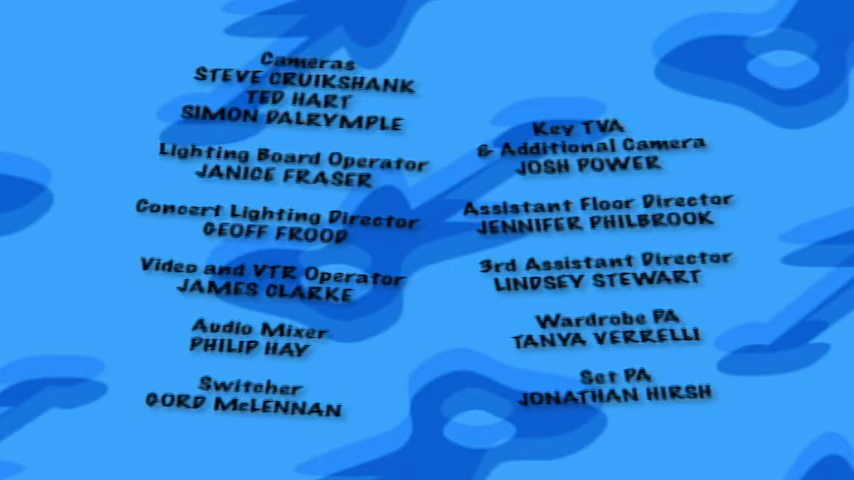 Cameras
STEVE CRUIKSHANK
TED HART
SIMON DALRYMPLE
Lighting Board Operator
JANICE FRASER
Concert Lighting Director
GEOFF FROOD
Video and VTR Operator
JAMES CLARKE
Audio Mixer
PHILIP HAY
Switcher
GORD McLENNAN
Key TVA
& Additional Camera
JOSH POWER
Assistant Floor Director
JENNIFER PHILBROOK
3rd Assistant Director
LINDSEY STEWART
Wardrobe PA
TANYA VERRELLI
Set PA
JONATHAN HIRSH